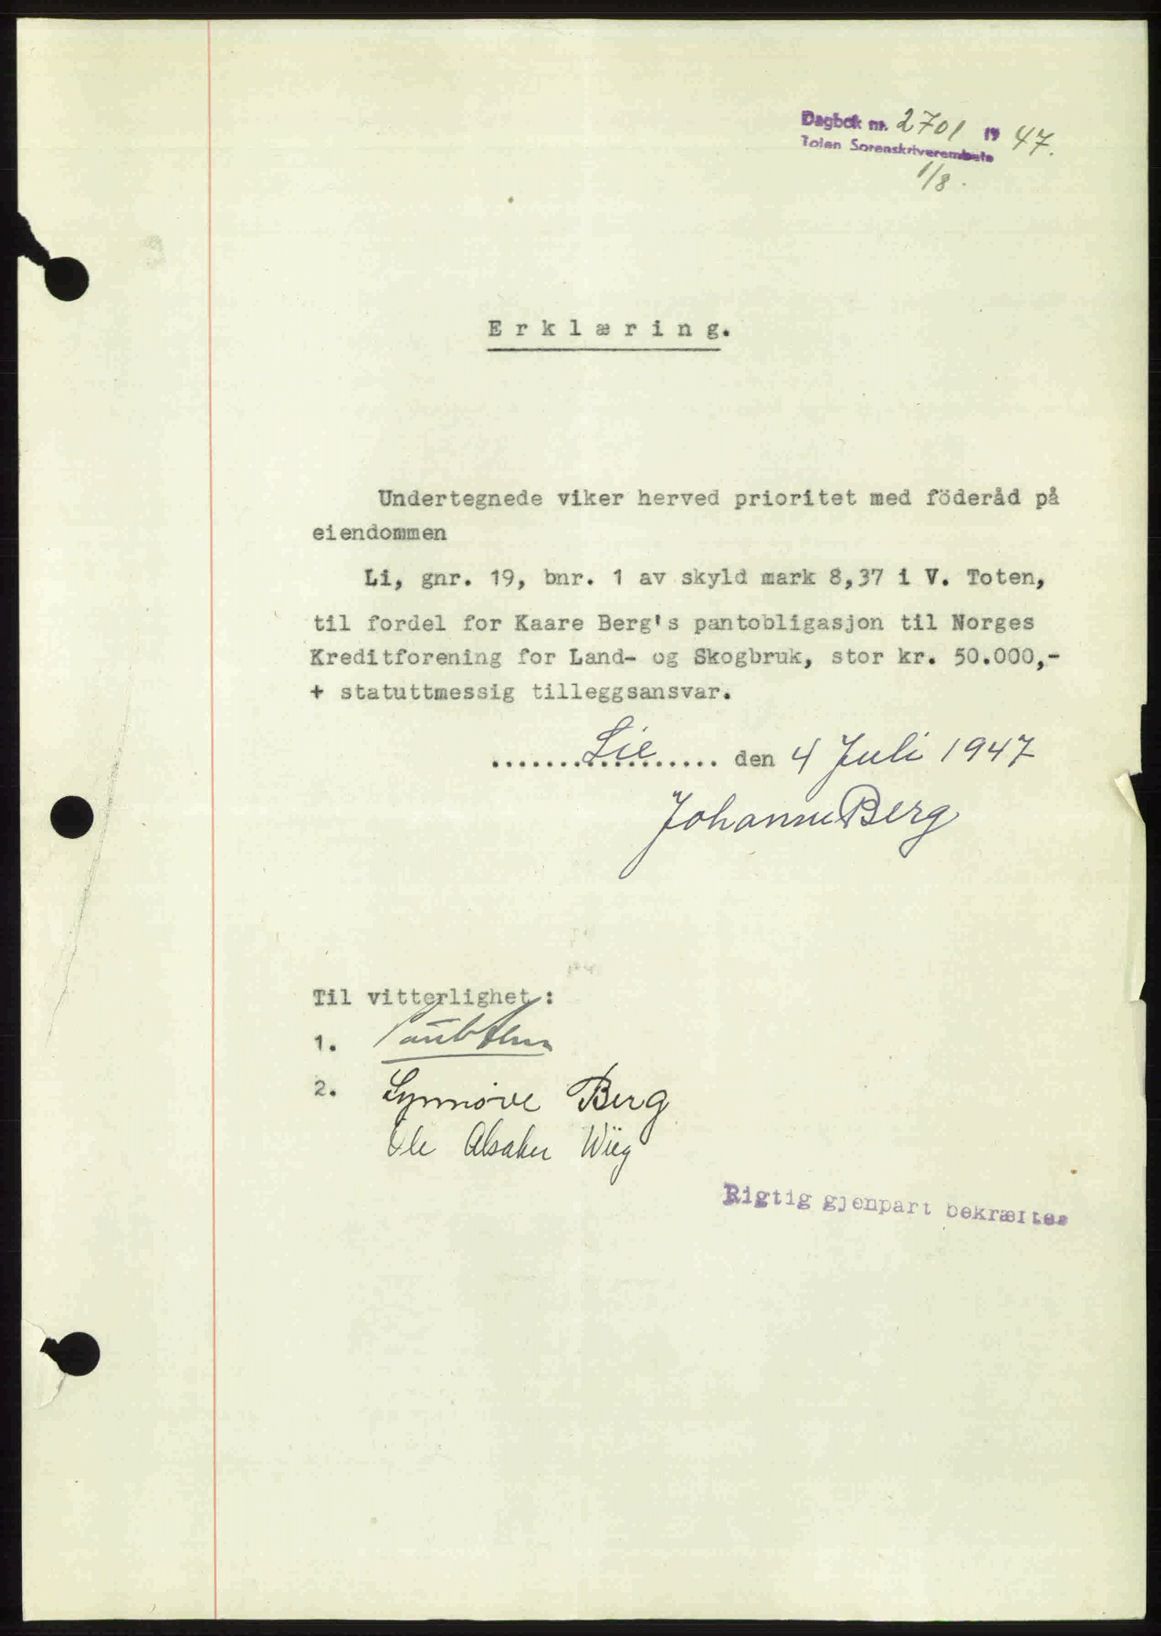 Dagbok nr. 2701 19 47.
Toten Sorenskriverembete
1/8.
Erklæring.
Undertegnede viker herved prioritet med föderåd på
eiendommen
Li, gnr. 19, bnr. 1 av skyld mark 8,37 i V. Toten,
til fordel for Kaare Berg's pantobligasjon til Norges
Kreditforening for Land- og Skogbruk, stor kr. 50.000,-
+ statuttmessig tilleggsansvar.
........Lie........ den 4 Juli 1947
Johanne Berg
Til vitterlighet :
1.
2. Synnøve Berg
Ole Alsaker Wiig
Rigtig gjenpart bekræftes